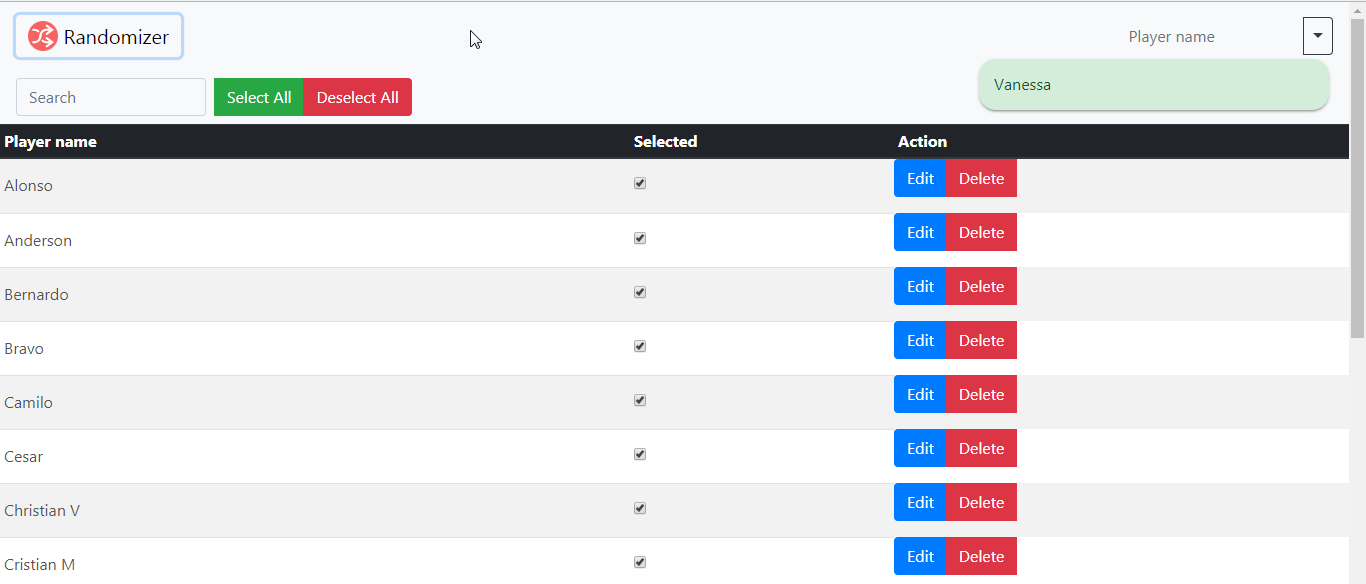 Randomizer
Player name
Vanessa
Search
Select All Deselect All
Player name Selected Action
Alonso Edit Delete
Anderson Edit Delete
Bernardo Edit Delete
Bravo Edit Delete
Camilo Edit Delete
Cesar Edit Delete
Christian V Edit Delete
Cristian M Edit Delete